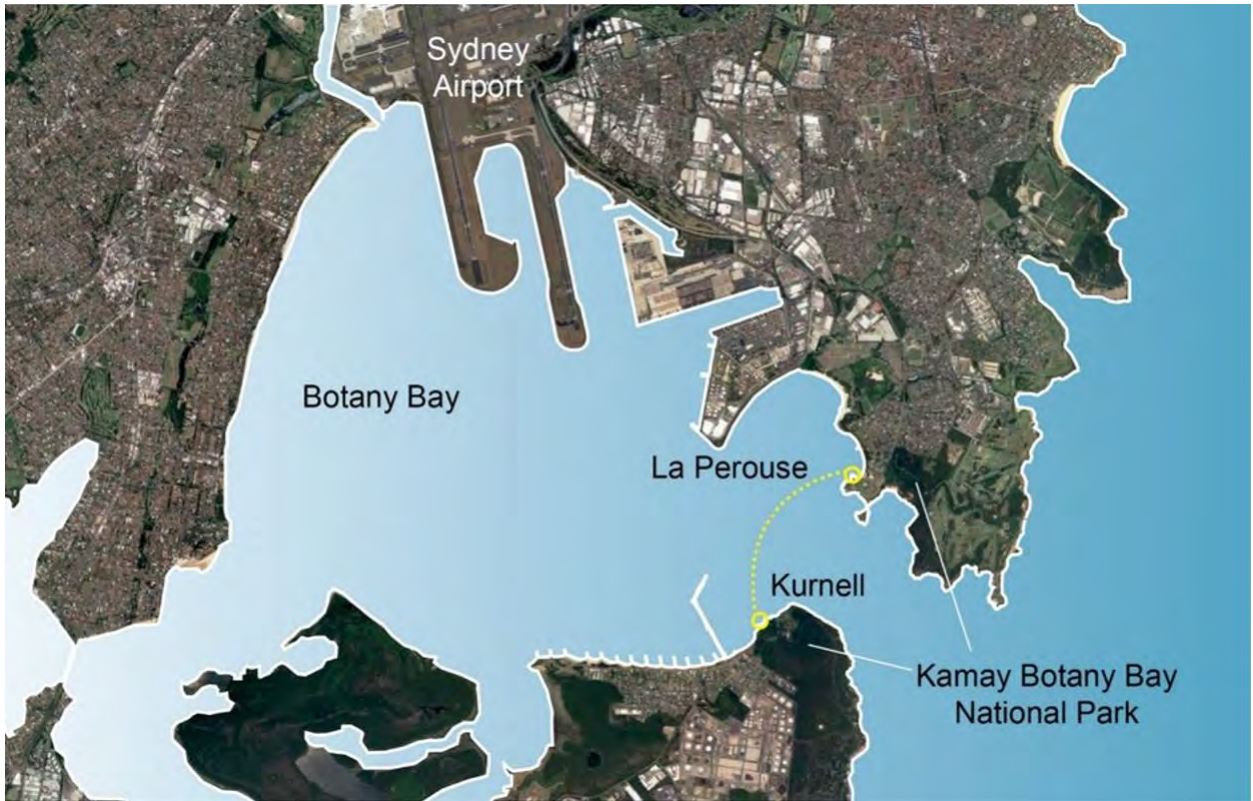 Sydney
Airport
Botany Bay
La Perouse
Kurnell
Kamay Botany Bay
National Park